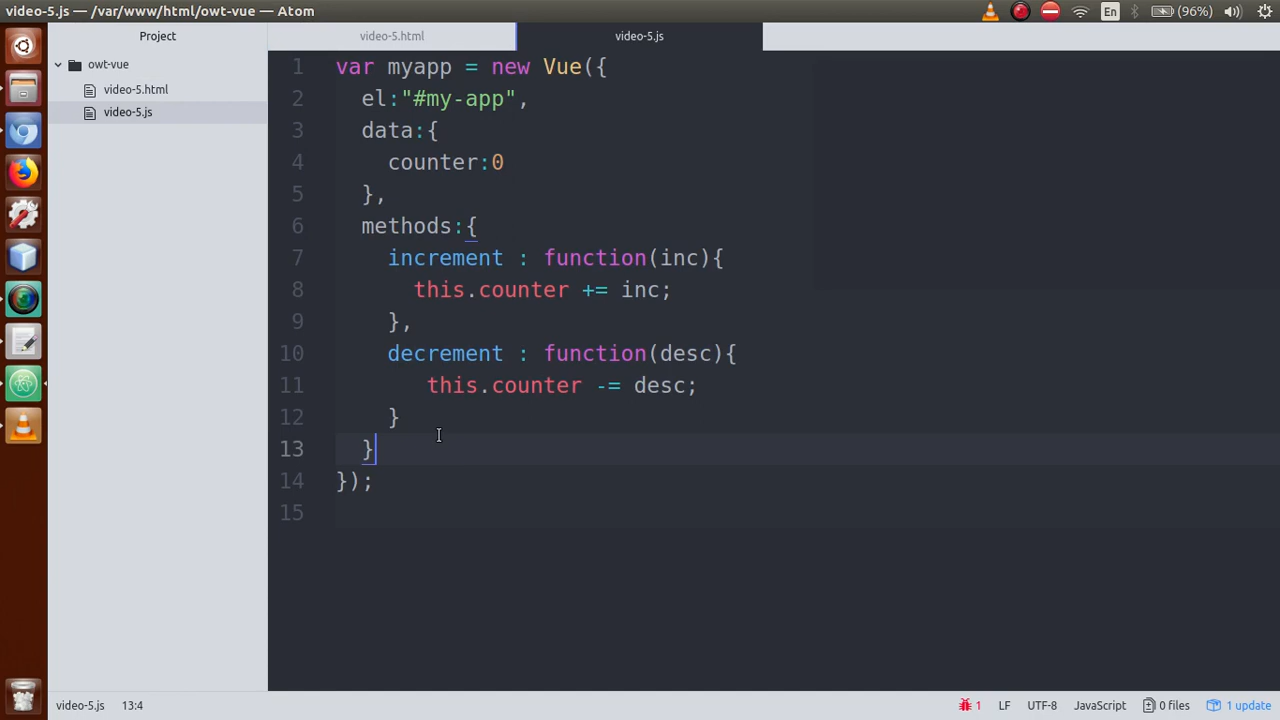 video-5.js — /var/www/html/owt-vue — Atom
En
(96%)
Project
video-5.html
video-5.js
owt-vue
video-5.html
video-5.js
1 var myapp = new Vue({
2 el:"#my-app",
3 data:{
4 counter:0
5 },
6 methods:{
7 increment : function(inc){
8 this.counter += inc;
9 },
10 decrement : function(desc){
11 this.counter -= desc;
12 }
13 }
14 });
15
video-5.js 13:4
1 LF UTF-8 JavaScript 0 files 1 update